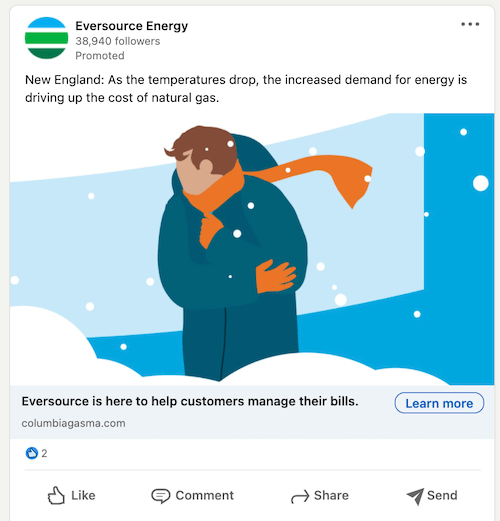 Eversource Energy
38,940 followers
Promoted
New England: As the temperatures drop, the increased demand for energy is
driving up the cost of natural gas.
Eversource is here to help customers manage their bills.
Learn more
columbiagasma.com
2
Like
Comment
Share
Send